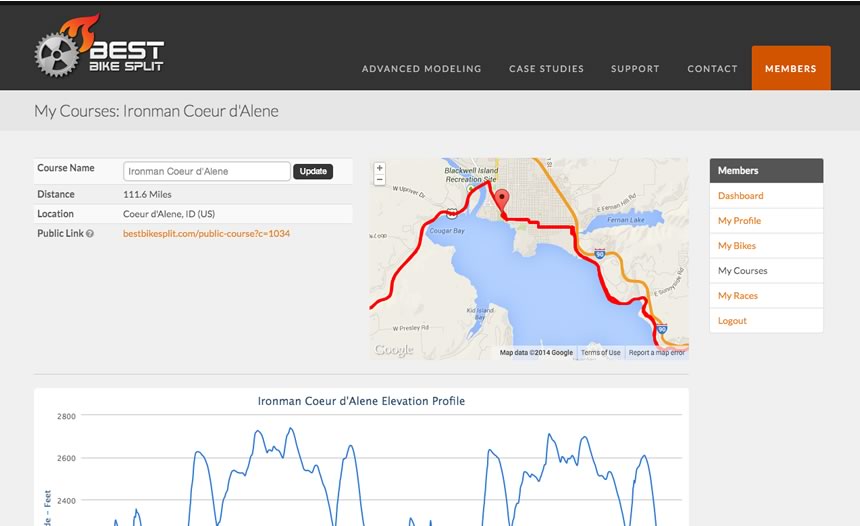 BEST
BIKE SPLIT
ADVANCED MODELING
CASE STUDIES
SUPPORT
CONTACT
MEMBERS
My Courses: Ironman Coeur d'Alene
Course Name
Ironman Coeur d'Alene
Update
Distance
111.6 Miles
Location
Coeur d'Alene, ID (US)
Public Link
bestbikesplit.com/public-course?c=1034
+
−
Blackwell Island
Recreation Site
W Upriver Dr
Cougar Bay
E Fernan Hill Rd
Fernan Lake
90
E Sunnyside Rd
Loop
Kid Island
Bay
W Presley Rd
90
Google
Map data ©2014 Google
Terms of Use
Report a map error
Members
Dashboard
My Profile
My Bikes
My Courses
My Races
Logout
Ironman Coeur d'Alene Elevation Profile
2800
2600
2400
de - Feet